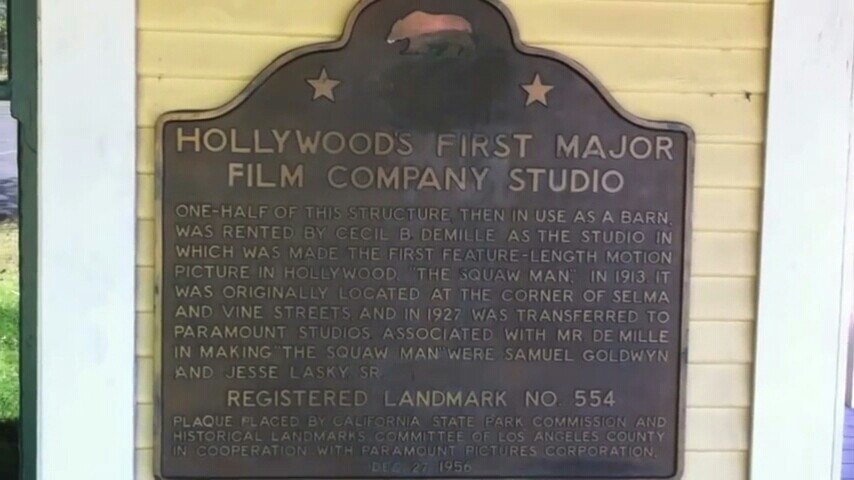 HOLLYWOOD'S FIRST MAJOR
FILM COMPANY STUDIO
ONE-HALF OF THIS STRUCTURE, THEN IN USE AS A BARN,
WAS RENTED BY CECIL B. DEMILLE AS THE STUDIO IN
WHICH WAS MADE THE FIRST FEATURE-LENGTH MOTION
PICTURE IN HOLLYWOOD, "THE SQUAW MAN," IN 1913. IT
WAS ORIGINALLY LOCATED AT THE CORNER OF SELMA
AND VINE STREETS AND IN 1927 WAS TRANSFERRED TO
PARAMOUNT STUDIOS. ASSOCIATED WITH MR. DE MILLE
IN MAKING "THE SQUAW MAN" WERE SAMUEL GOLDWYN
AND JESSE LASKY, SR.
REGISTERED LANDMARK NO. 554
PLAQUE PLACED BY CALIFORNIA STATE PARK COMMISSION AND
HISTORICAL LANDMARKS COMMITTEE OF LOS ANGELES COUNTY
IN COOPERATION WITH PARAMOUNT PICTURES CORPORATION.
DEC. 27, 1956